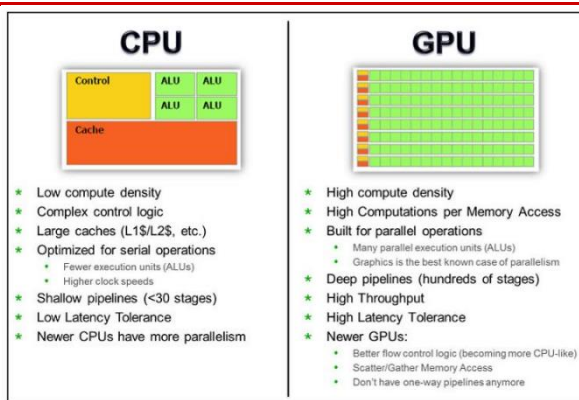 CPU
Control
ALU
ALU
ALU
ALU
Cache
* Low compute density
* Complex control logic
* Large caches (L1$/L2$, etc.)
* Optimized for serial operations
• Fewer execution units (ALUs)
• Higher clock speeds
* Shallow pipelines (<30 stages)
* Low Latency Tolerance
* Newer CPUs have more parallelism
GPU
* High compute density
* High Computations per Memory Access
* Built for parallel operations
• Many parallel execution units (ALUs)
• Graphics is the best known case of parallelism
* Deep pipelines (hundreds of stages)
* High Throughput
* High Latency Tolerance
* Newer GPUs:
• Better flow control logic (becoming more CPU-like)
• Scatter/Gather Memory Access
• Don't have one-way pipelines anymore